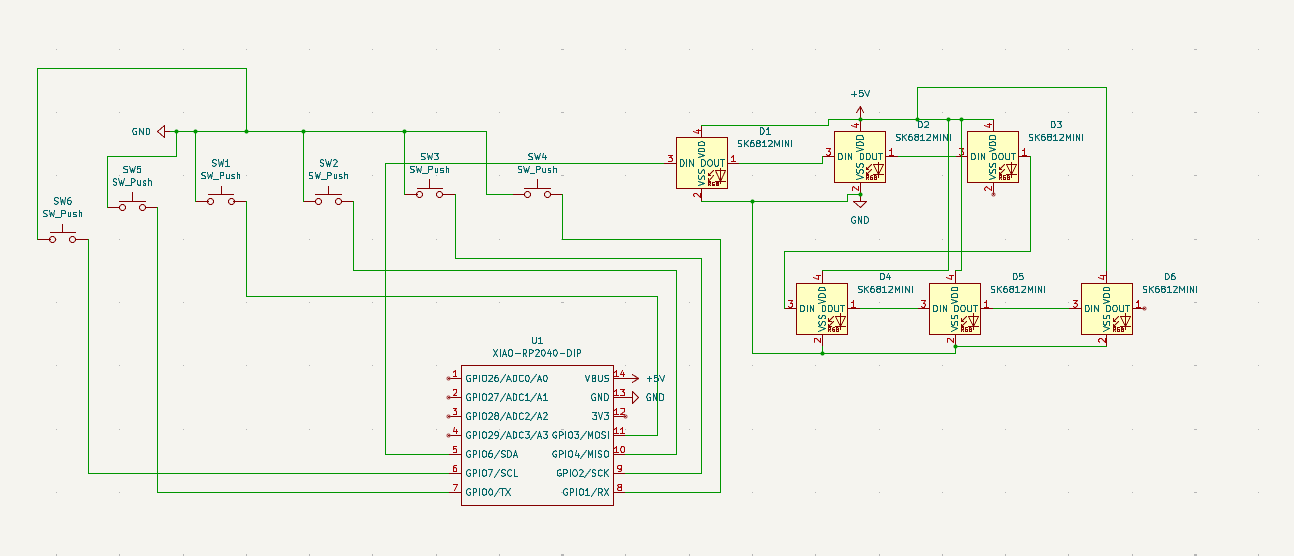 +5V
GND
D1
SK6812MINI
D2
SK6812MINI
D3
SK6812MINI
SW5
SW_Push
SW1
SW_Push
SW2
SW_Push
SW3
SW_Push
SW4
SW_Push
SW6
SW_Push
4
VDD
3 DIN DOUT 1
VSS
RGB
2
4
VDD
3 DIN DOUT 1
VSS
RGB
2
4
VDD
3 DIN DOUT 1
VSS
RGB
2
GND
D4
SK6812MINI
D5
SK6812MINI
D6
SK6812MINI
4
VDD
3 DIN DOUT 1
VSS
RGB
2
4
VDD
3 DIN DOUT 1
VSS
RGB
2
4
VDD
3 DIN DOUT 1
VSS
RGB
2
U1
XIAO-RP2040-DIP
1 GPIO26/ADC0/A0 VBUS 14 +5V
2 GPIO27/ADC1/A1 GND 13 GND
3 GPIO28/ADC2/A2 3V3 12
4 GPIO29/ADC3/A3 GPIO3/MOSI 11
5 GPIO6/SDA GPIO4/MISO 10
6 GPIO7/SCL GPIO2/SCK 9
7 GPIO0/TX GPIO1/RX 8